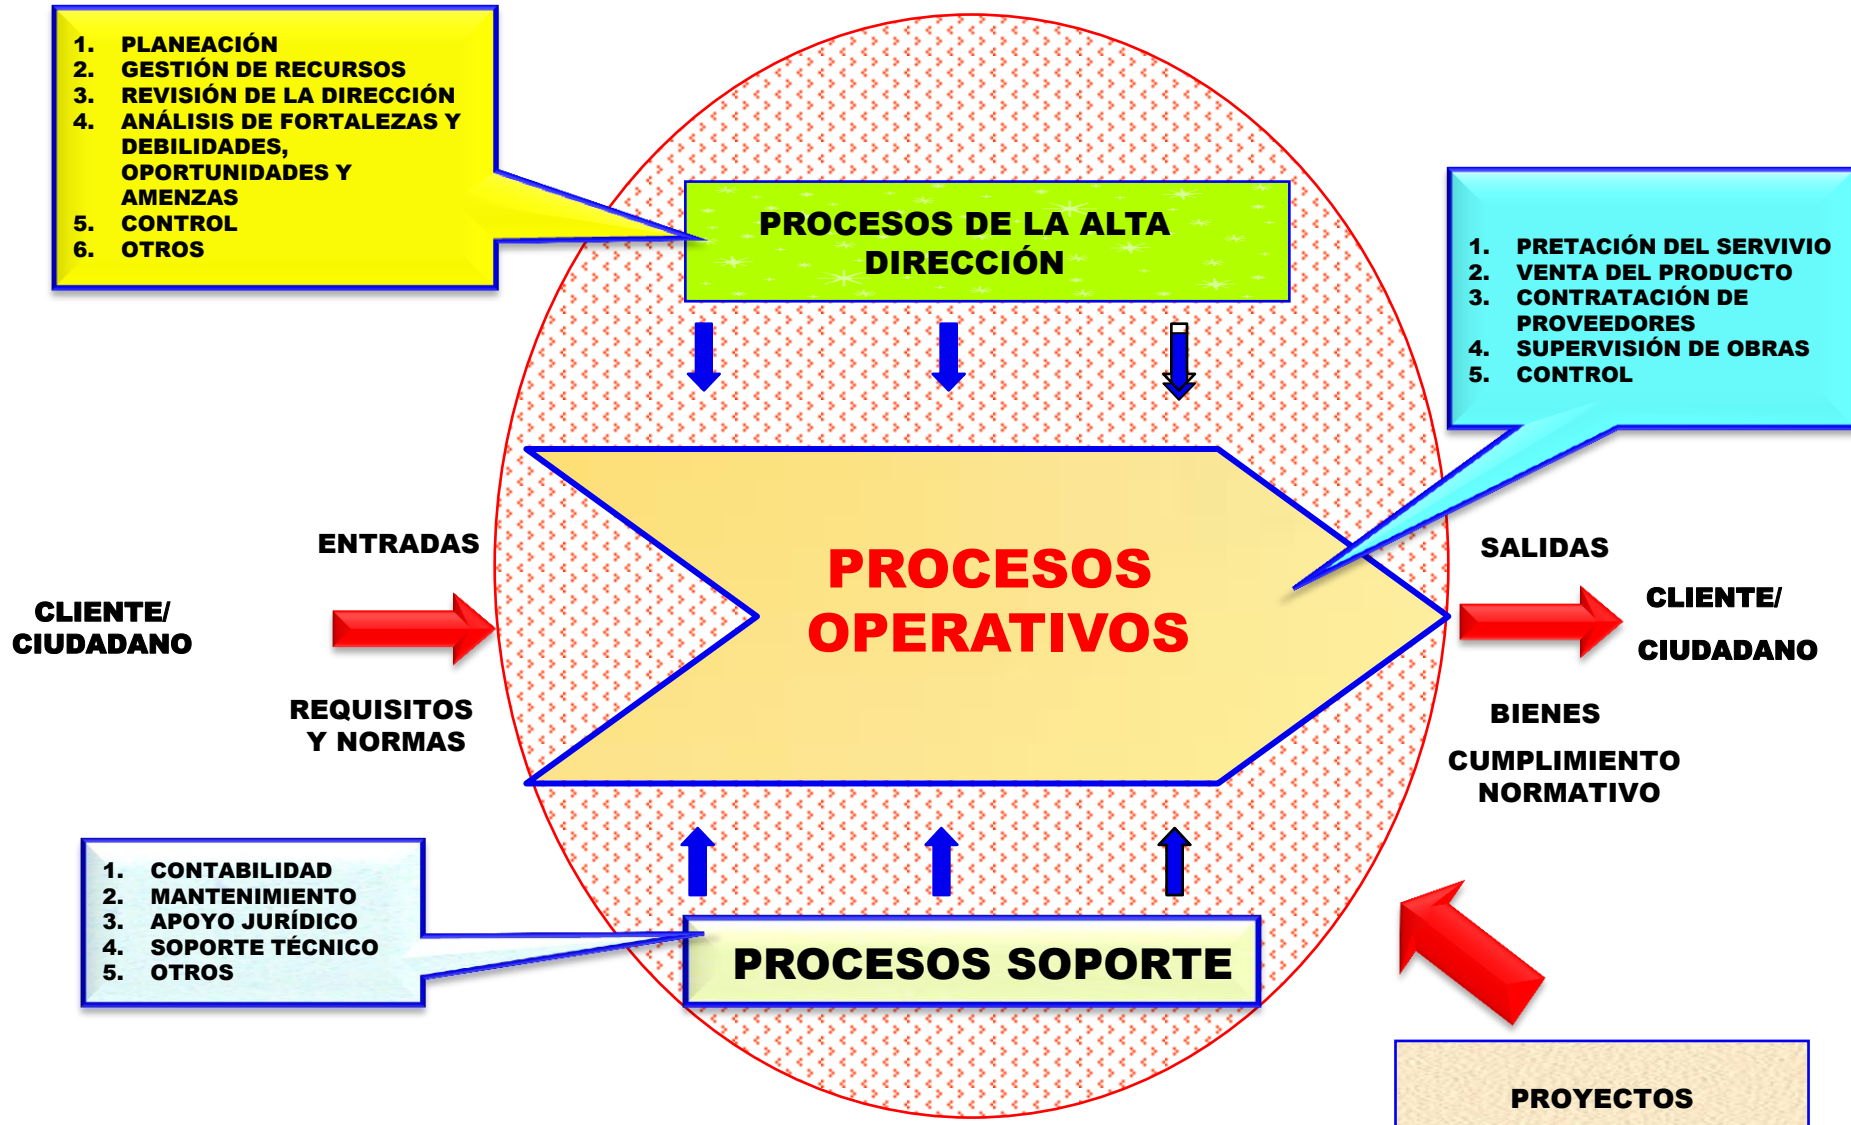 1. PLANEACIÓN
2. GESTIÓN DE RECURSOS
3. REVISIÓN DE LA DIRECCIÓN
4. ANÁLISIS DE FORTALEZAS Y
DEBILIDADES,
OPORTUNIDADES Y
AMENZAS
5. CONTROL
6. OTROS
PROCESOS DE LA ALTA
DIRECCIÓN
1. PRETACIÓN DEL SERVIVIO
2. VENTA DEL PRODUCTO
3. CONTRATACIÓN DE
PROVEEDORES
4. SUPERVISIÓN DE OBRAS
5. CONTROL
ENTRADAS
CLIENTE/
CIUDADANO
REQUISITOS
Y NORMAS
PROCESOS
OPERATIVOS
SALIDAS
CLIENTE/
CIUDADANO
BIENES
CUMPLIMIENTO
NORMATIVO
1. CONTABILIDAD
2. MANTENIMIENTO
3. APOYO JURÍDICO
4. SOPORTE TÉCNICO
5. OTROS
PROCESOS SOPORTE
PROYECTOS